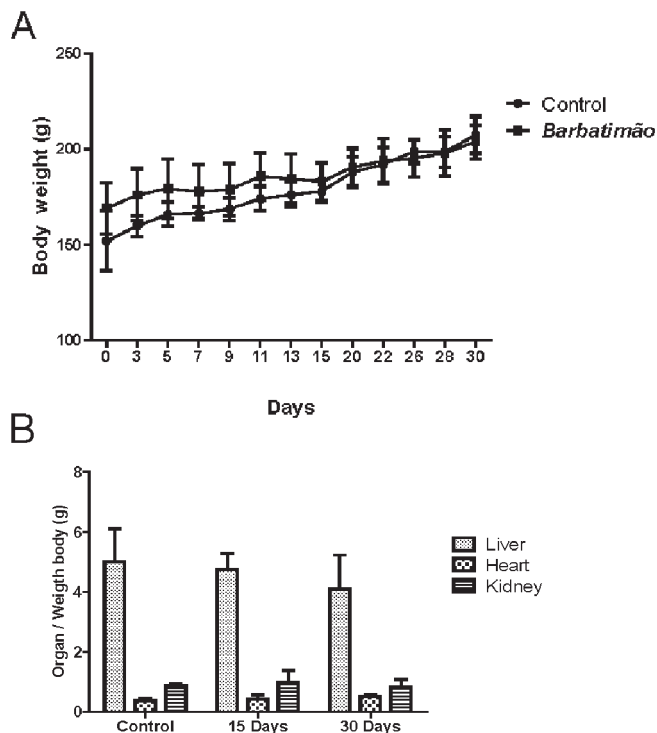 A
Body weight (g)
250
200
150
100
0 3 5 7 9 11 13 15 20 22 26 28 30
Days
Control
Barbatimão
B
Organ / Weigth body (g)
8
6
4
2
0
Control 15 Days 30 Days
Liver
Heart
Kidney